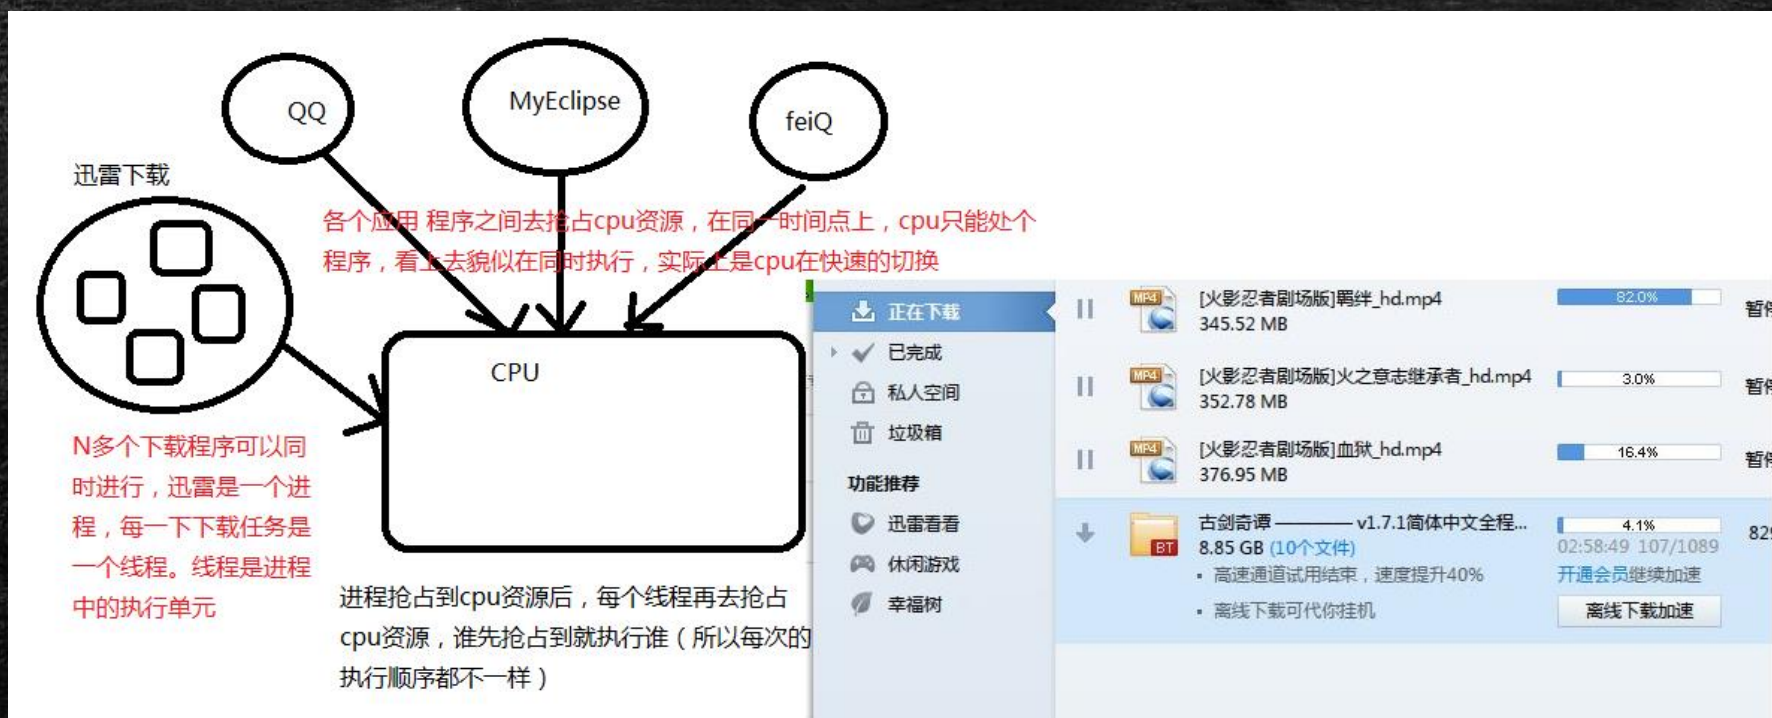 QQ
MyEclipse
feiQ
迅雷下载
各个应用 程序之间去抢占cpu资源，在同一时间点上，cpu只能处个
程序，看上去貌似在同时执行，实际上是cpu在快速的切换
CPU
N多个下载程序可以同
时进行，迅雷是一个进
程，每一下下载任务是
一个线程。线程是进程
中的执行单元
进程抢占到cpu资源后，每个线程再去抢占
cpu资源，谁先抢占到就执行谁（所以每次的
执行顺序都不一样）
正在下载
已完成
私人空间
垃圾箱
功能推荐
迅雷看看
休闲游戏
幸福树
MP4
[火影忍者剧场版]羁绊_hd.mp4
345.52 MB
82.0%
暂
MP4
[火影忍者剧场版]火之意志继承者_hd.mp4
352.78 MB
3.0%
暂
MP4
[火影忍者剧场版]血狱_hd.mp4
376.95 MB
16.4%
暂
BT
古剑奇谭 ———— v1.7.1简体中文全程...
8.85 GB (10个文件)
4.1%
02:58:49 107/1089
829
高速通道试用结束，速度提升40%
开通会员继续加速
离线下载可代你挂机
离线下载加速